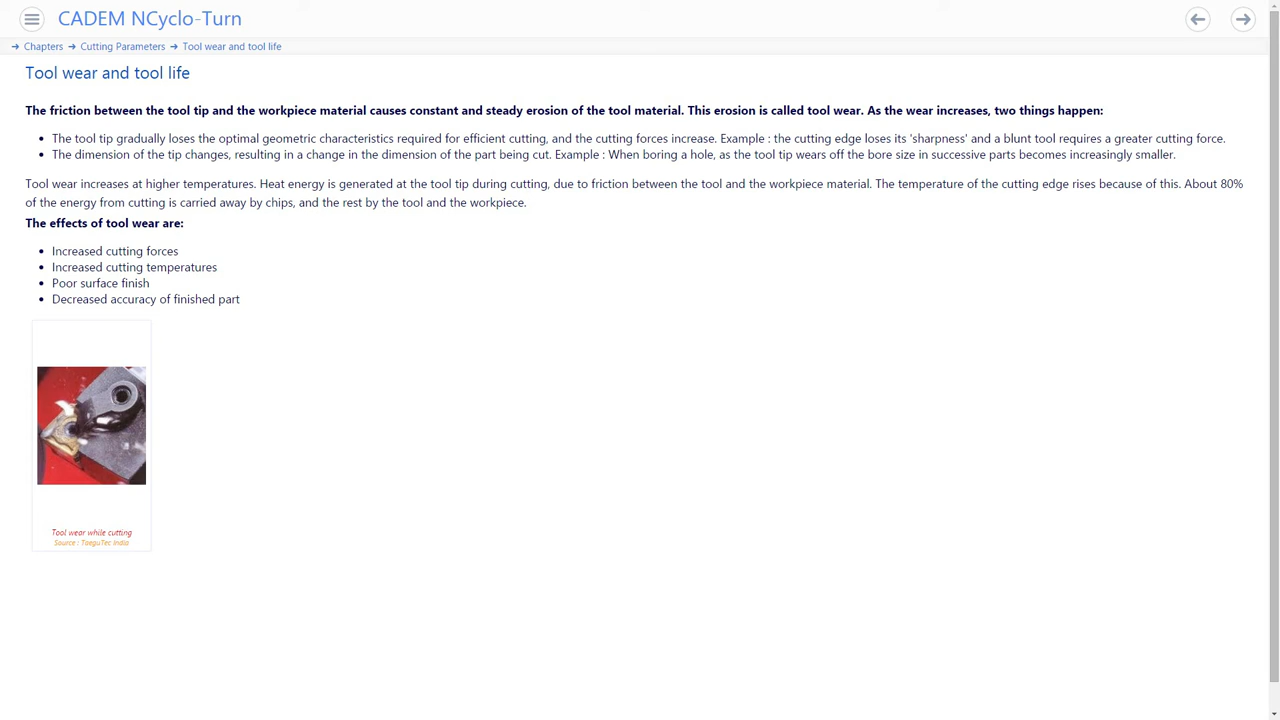 CADEM NCyclo-Turn
Chapters Cutting Parameters Tool wear and tool life
Tool wear and tool life
The friction between the tool tip and the workpiece material causes constant and steady erosion of the tool material. This erosion is called tool wear. As the wear increases, two things happen:
The tool tip gradually loses the optimal geometric characteristics required for efficient cutting, and the cutting forces increase. Example : the cutting edge loses its 'sharpness' and a blunt tool requires a greater cutting force.
The dimension of the tip changes, resulting in a change in the dimension of the part being cut. Example : When boring a hole, as the tool tip wears off the bore size in successive parts becomes increasingly smaller.
Tool wear increases at higher temperatures. Heat energy is generated at the tool tip during cutting, due to friction between the tool and the workpiece material. The temperature of the cutting edge rises because of this. About 80%
of the energy from cutting is carried away by chips, and the rest by the tool and the workpiece.
The effects of tool wear are:
Increased cutting forces
Increased cutting temperatures
Poor surface finish
Decreased accuracy of finished part
Tool wear while cutting
Source : TaeguTec India